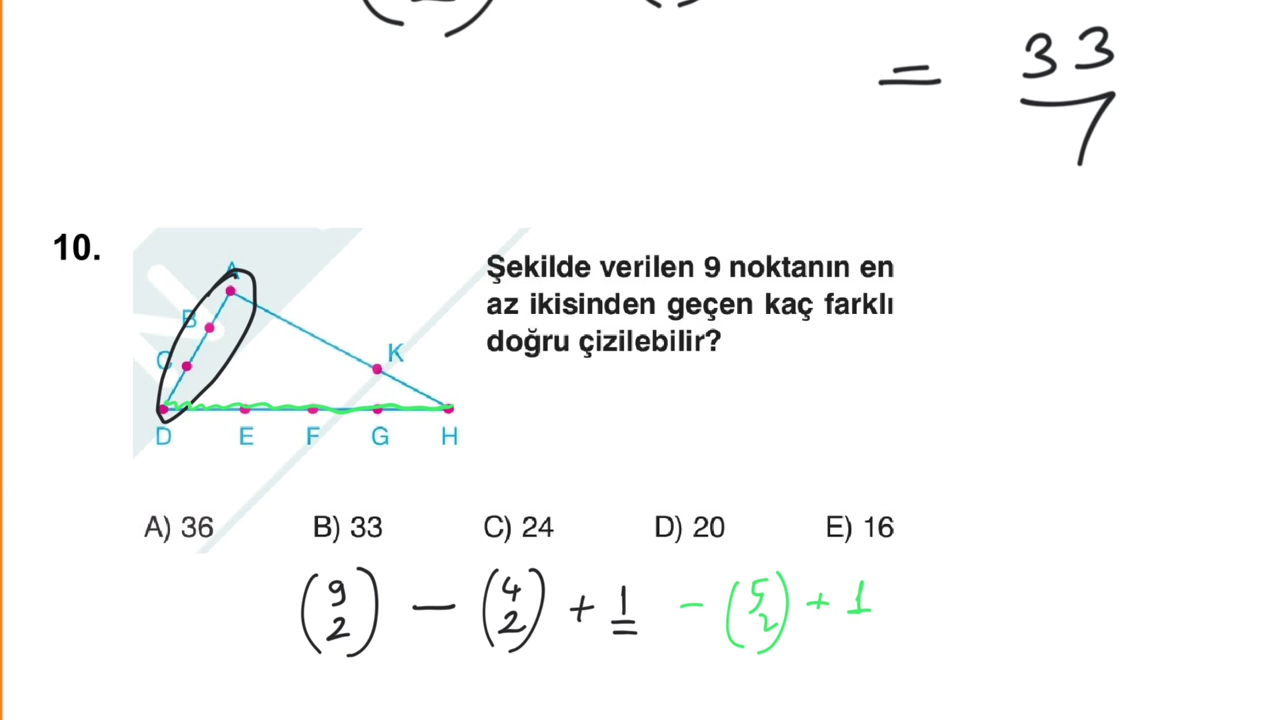 = 33/7
10.
Şekilde verilen 9 noktanın en
az ikisinden geçen kaç farklı
doğru çizilebilir?
A
B
K
C
D E F G H
A) 36 B) 33 C) 24 D) 20 E) 16
(9 2) − (4 2) + 1 - (5 2) + 1